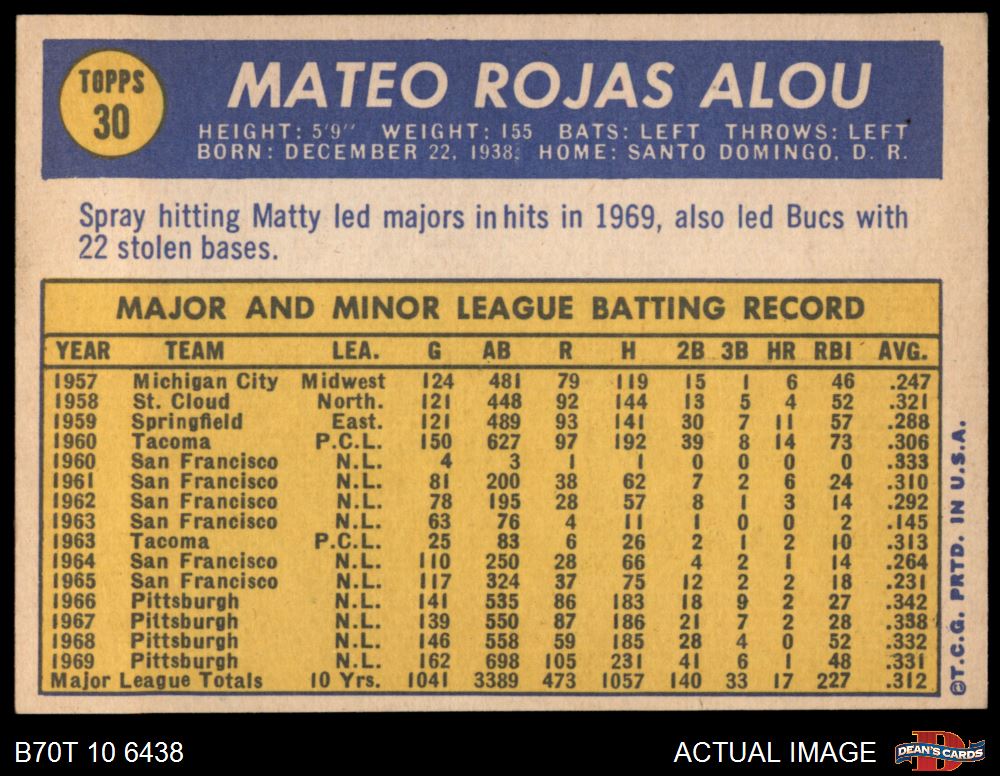 TOPPS
30
MATEO ROJAS ALOU
HEIGHT: 5'9" WEIGHT: 155 BATS: LEFT THROWS: LEFT
BORN: DECEMBER 22, 1938. HOME: SANTO DOMINGO, D. R.
Spray hitting Matty led majors in hits in 1969, also led Bucs with
22 stolen bases.
MAJOR AND MINOR LEAGUE BATTING RECORD
YEAR TEAM LEA. G AB R H 2B 3B HR RBI AVG.
1957 Michigan City Midwest 124 481 79 119 15 1 6 46 .247
1958 St. Cloud North. 121 448 92 144 13 5 4 52 .321
1959 Springfield East. 121 489 93 141 30 7 11 57 .288
1960 Tacoma P.C.L. 150 627 97 192 39 8 14 73 .306
1960 San Francisco N.L. 4 3 1 1 0 0 0 0 .333
1961 San Francisco N.L. 81 200 38 62 7 2 6 24 .310
1962 San Francisco N.L. 78 195 28 57 8 1 3 14 .292
1963 San Francisco N.L. 63 76 4 11 1 0 0 2 .145
1963 Tacoma P.C.L. 25 83 6 26 2 1 2 10 .313
1964 San Francisco N.L. 110 250 28 66 4 2 1 14 .264
1965 San Francisco N.L. 117 324 37 75 12 2 2 18 .231
1966 Pittsburgh N.L. 141 535 86 183 18 9 2 27 .342
1967 Pittsburgh N.L. 139 550 87 186 21 7 2 28 .338
1968 Pittsburgh N.L. 146 558 59 185 28 4 0 52 .332
1969 Pittsburgh N.L. 162 698 105 231 41 6 1 48 .331
Major League Totals 10 Yrs. 1041 3389 473 1057 140 33 17 227 .312
©T.C.G. PRTD. IN U.S.A.
B70T 10 6438
ACTUAL IMAGE
DEAN'S CARDS